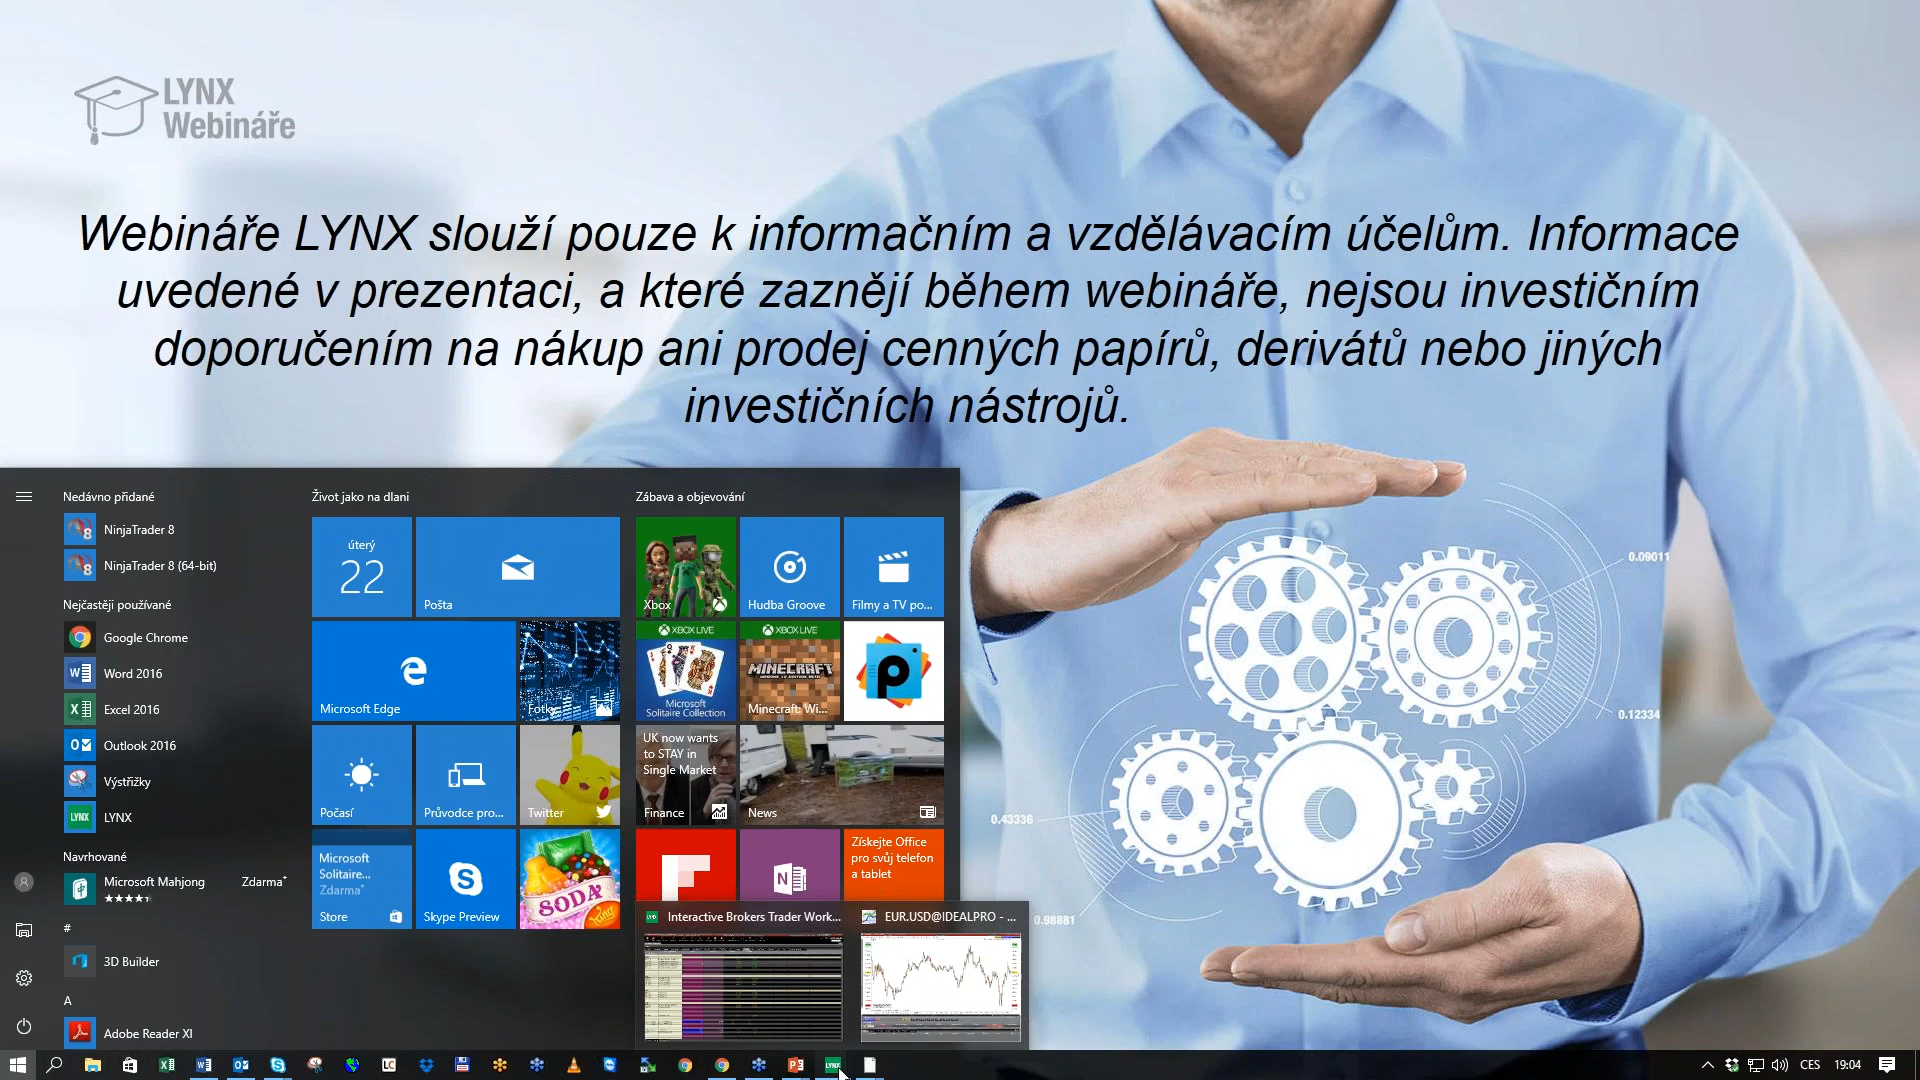 LYNX
Webináře
Webináře LYNX slouží pouze k informačním a vzdělávacím účelům. Informace
uvedené v prezentaci, a které zaznějí během webináře, nejsou investičním
doporučením na nákup ani prodej cenných papírů, derivátů nebo jiných
investičních nástrojů.
0.09011
0.12334
0.43336
0.98881
Nedávno přidané
NinjaTrader 8
NinjaTrader 8 (64-bit)
Nejčastěji používané
Google Chrome
Word 2016
Excel 2016
Outlook 2016
Výstřižky
LYNX
LYNX
Navrhované
Microsoft Mahjong
Zdarma*
#
3D Builder
A
Adobe Reader XI
Život jako na dlani
úterý
22
Pošta
Microsoft Edge
Fotky
Počasí
Průvodce pro...
Twitter
Microsoft
Solitaire...
Zdarma*
Store
Skype Preview
SODA
King
Zábava a objevování
Xbox
Hudba Groove
Filmy a TV po...
XBOX LIVE
Microsoft
Solitaire Collection
XBOX LIVE
MINECRAFT
Minecraft: Wi...
UK now wants
to STAY in
Single Market
Finance
News
Získejte Office
pro svůj telefon
a tablet
Interactive Brokers Trader Work...
EUR.USD@IDEALPRO - ...
LC
LYNX
CES
19:04